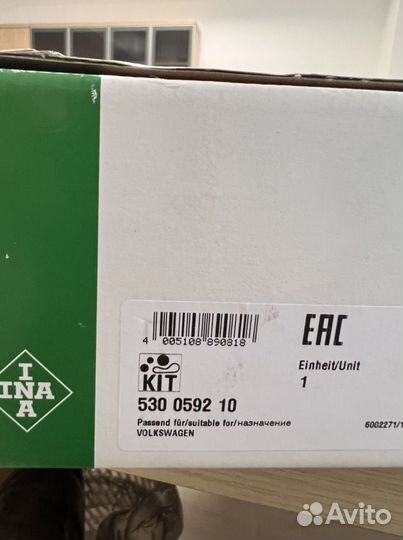 INA
INA
EAC
4 005108 890818
Einheit/Unit
1
KIT
530 0592 10
Passend für/suitable for/назначение
VOLKSWAGEN
6002271/1
Avito